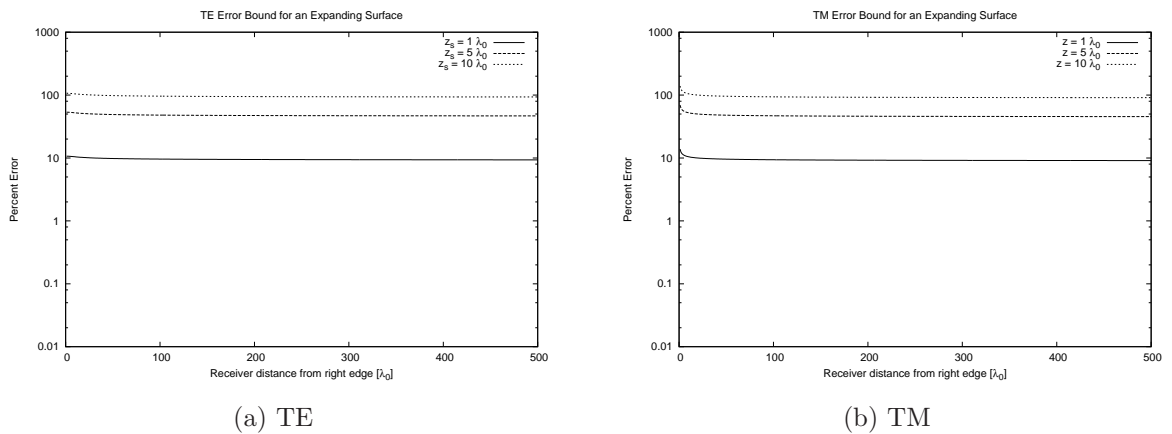 TE Error Bound for an Expanding Surface
1000
100
10
1
0.1
0.01
Percent Error
z_s = 1 λ_0
z_s = 5 λ_0
z_s = 10 λ_0
0 100 200 300 400 500
Receiver distance from right edge [λ_0]
(a) TE
TM Error Bound for an Expanding Surface
1000
100
10
1
0.1
0.01
Percent Error
z = 1 λ_0
z = 5 λ_0
z = 10 λ_0
0 100 200 300 400 500
Receiver distance from right edge [λ_0]
(b) TM